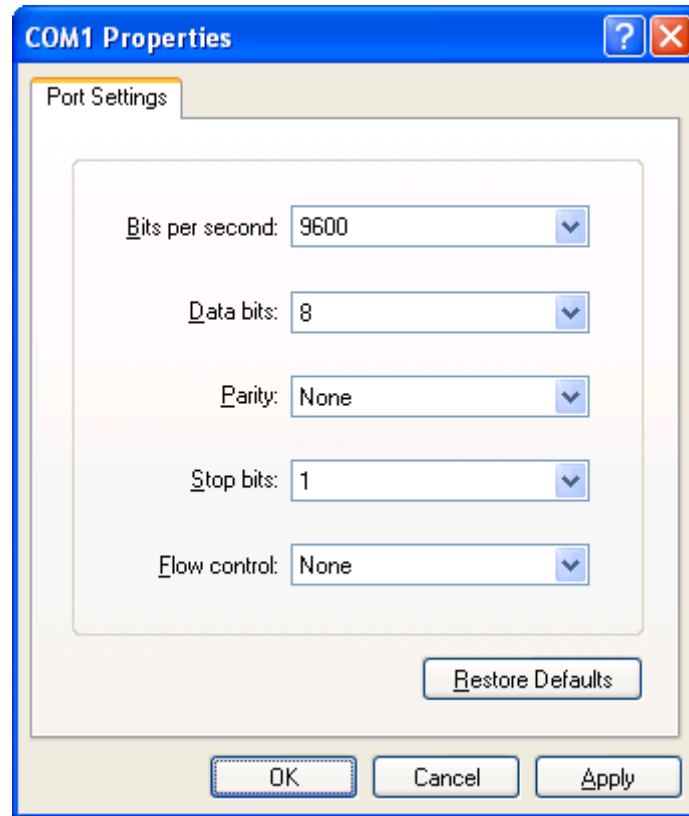 COM1 Properties
?
Port Settings
Bits per second: 9600
Data bits: 8
Parity: None
Stop bits: 1
Flow control: None
Restore Defaults
OK Cancel Apply